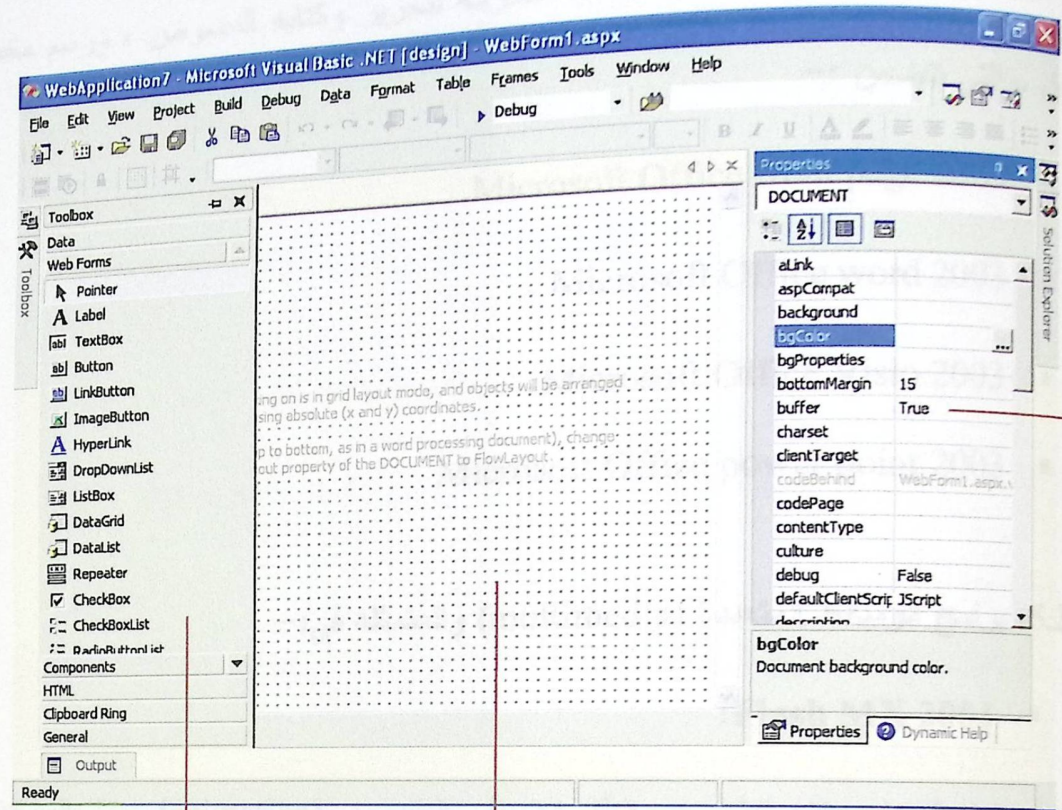 WebApplication7 - Microsoft Visual Basic .NET [design] - WebForm1.aspx
File Edit View Project Build Debug Data Format Table Frames Tools Window Help
Debug
B I U A
Toolbox
Toolbox
Data
Web Forms
Pointer
A Label
abl TextBox
ab Button
ab LinkButton
ImageButton
A HyperLink
DropDownList
ListBox
DataGrid
DataList
Repeater
CheckBox
CheckBoxList
RadioButtonList
Components
HTML
Clipboard Ring
General
Output
Ready
ing on is in grid layout mode, and objects will be arranged
sing absolute (x and y) coordinates.
p to bottom, as in a word processing document), change
out property of the DOCUMENT to FlowLayout.
Properties
DOCUMENT
aLink
aspCompat
background
bgColor ...
bgProperties
bottomMargin 15
buffer True
charset
clientTarget
codeBehind WebForm1.aspx.v
codePage
contentType
culture
debug False
defaultClientScrip JScript
description
bgColor
Document background color.
Properties Dynamic Help
Solution Explorer